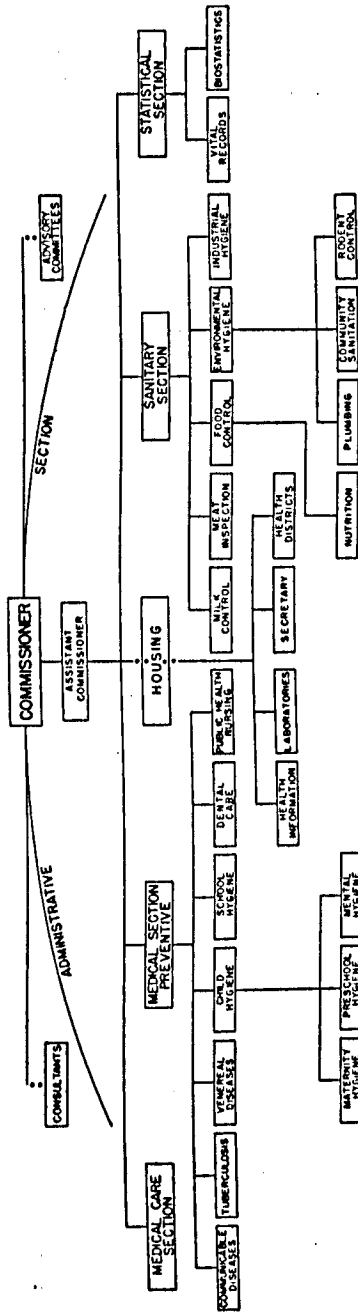 COMMISSIONER
CONSULTANTS
ADVISORY
COMMITTEES
ASSISTANT
COMMISSIONER
ADMINISTRATIVE
SECTION
MEDICAL CARE
SECTION
MEDICAL SECTION
PREVENTIVE
HOUSING
SANITARY
SECTION
STATISTICAL
SECTION
COMMUNICABLE
DISEASES
TUBERCULOSIS
VENEREAL
DISEASES
CHILD
HYGIENE
SCHOOL
HYGIENE
DENTAL
CARE
PUBLIC HEALTH
NURSING
MILK
CONTROL
MEAT
INSPECTION
FOOD
CONTROL
ENVIRONMENTAL
HYGIENE
INDUSTRIAL
HYGIENE
VITAL
RECORDS
BIOSTATISTICS
HEALTH
INFORMATION
LABORATORIES
SECRETARY
HEALTH
DISTRICTS
MATERNITY
HYGIENE
PRESCHOOL
HYGIENE
MENTAL
HYGIENE
NUTRITION
PLUMBING
COMMUNITY
SANITATION
RODENT
CONTROL